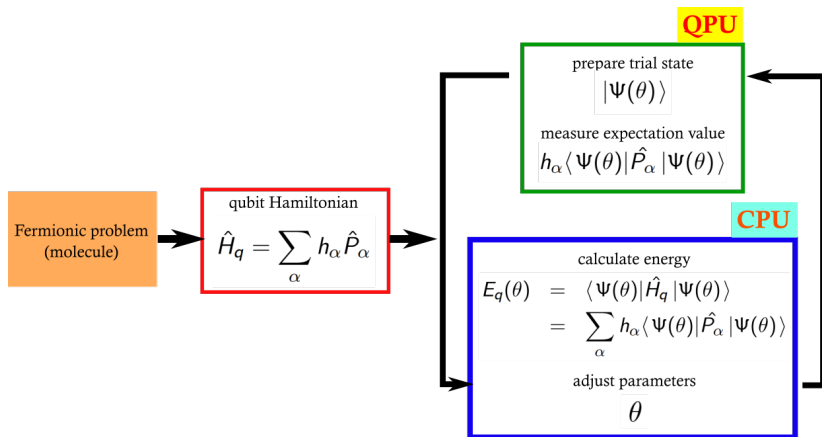 QPU
prepare trial state
|Ψ(θ)⟩
measure expectation value
h_α⟨Ψ(θ)|P̂_α|Ψ(θ)⟩
Fermionic problem
(molecule)
qubit Hamiltonian
Ĥ_q = ∑_α h_α P̂_α
CPU
calculate energy
E_q(θ) = ⟨Ψ(θ)|Ĥ_q|Ψ(θ)⟩
= ∑_α h_α⟨Ψ(θ)|P̂_α|Ψ(θ)⟩
adjust parameters
θ